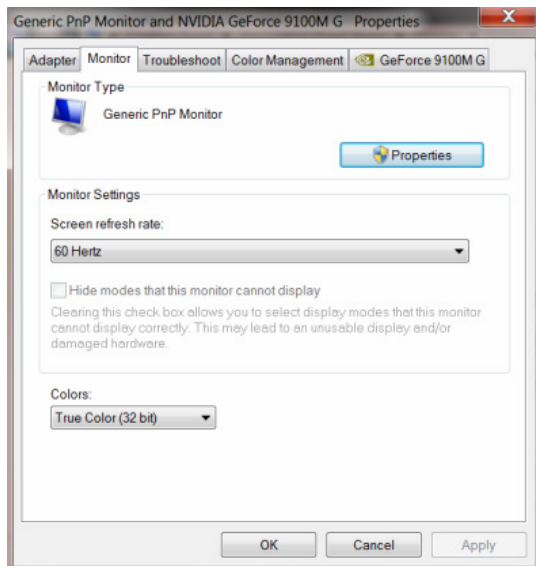 Generic PnP Monitor and NVIDIA GeForce 9100M G Properties
X
Adapter Monitor Troubleshoot Color Management GeForce 9100M G
Monitor Type
Generic PnP Monitor
Properties
Monitor Settings
Screen refresh rate:
60 Hertz
Hide modes that this monitor cannot display
Clearing this check box allows you to select display modes that this monitor
cannot display correctly. This may lead to an unusable display and/or
damaged hardware.
Colors:
True Color (32 bit)
OK Cancel Apply